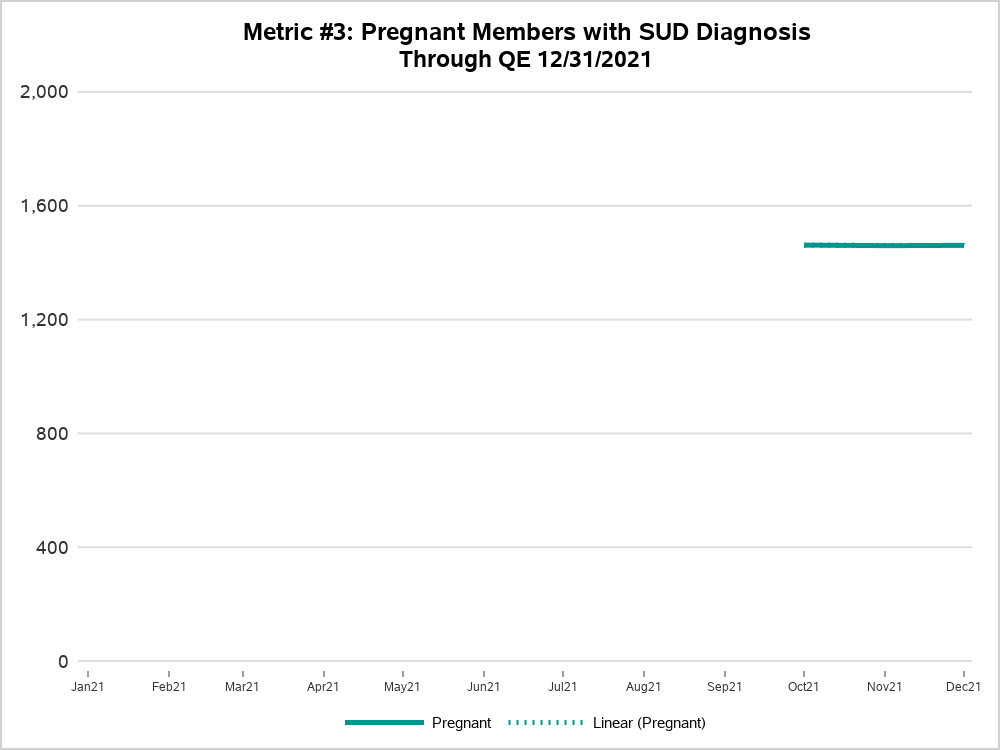 Metric #3: Pregnant Members with SUD Diagnosis
Through QE 12/31/2021
2,000
1,600
1,200
800
400
0
Jan21 Feb21 Mar21 Apr21 May21 Jun21 Jul21 Aug21 Sep21 Oct21 Nov21 Dec21
Pregnant Linear (Pregnant)